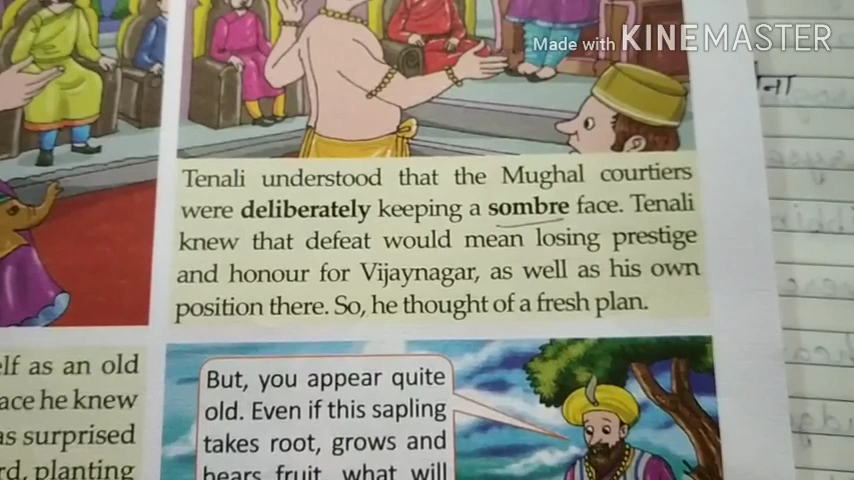 Made with KINEMASTER
Tenali understood that the Mughal courtiers
were deliberately keeping a sombre face. Tenali
knew that defeat would mean losing prestige
and honour for Vijaynagar, as well as his own
position there. So, he thought of a fresh plan.
elf as an old
ace he knew
as surprised
rd, planting
But, you appear quite
old. Even if this sapling
takes root, grows and
bears fruit, what will